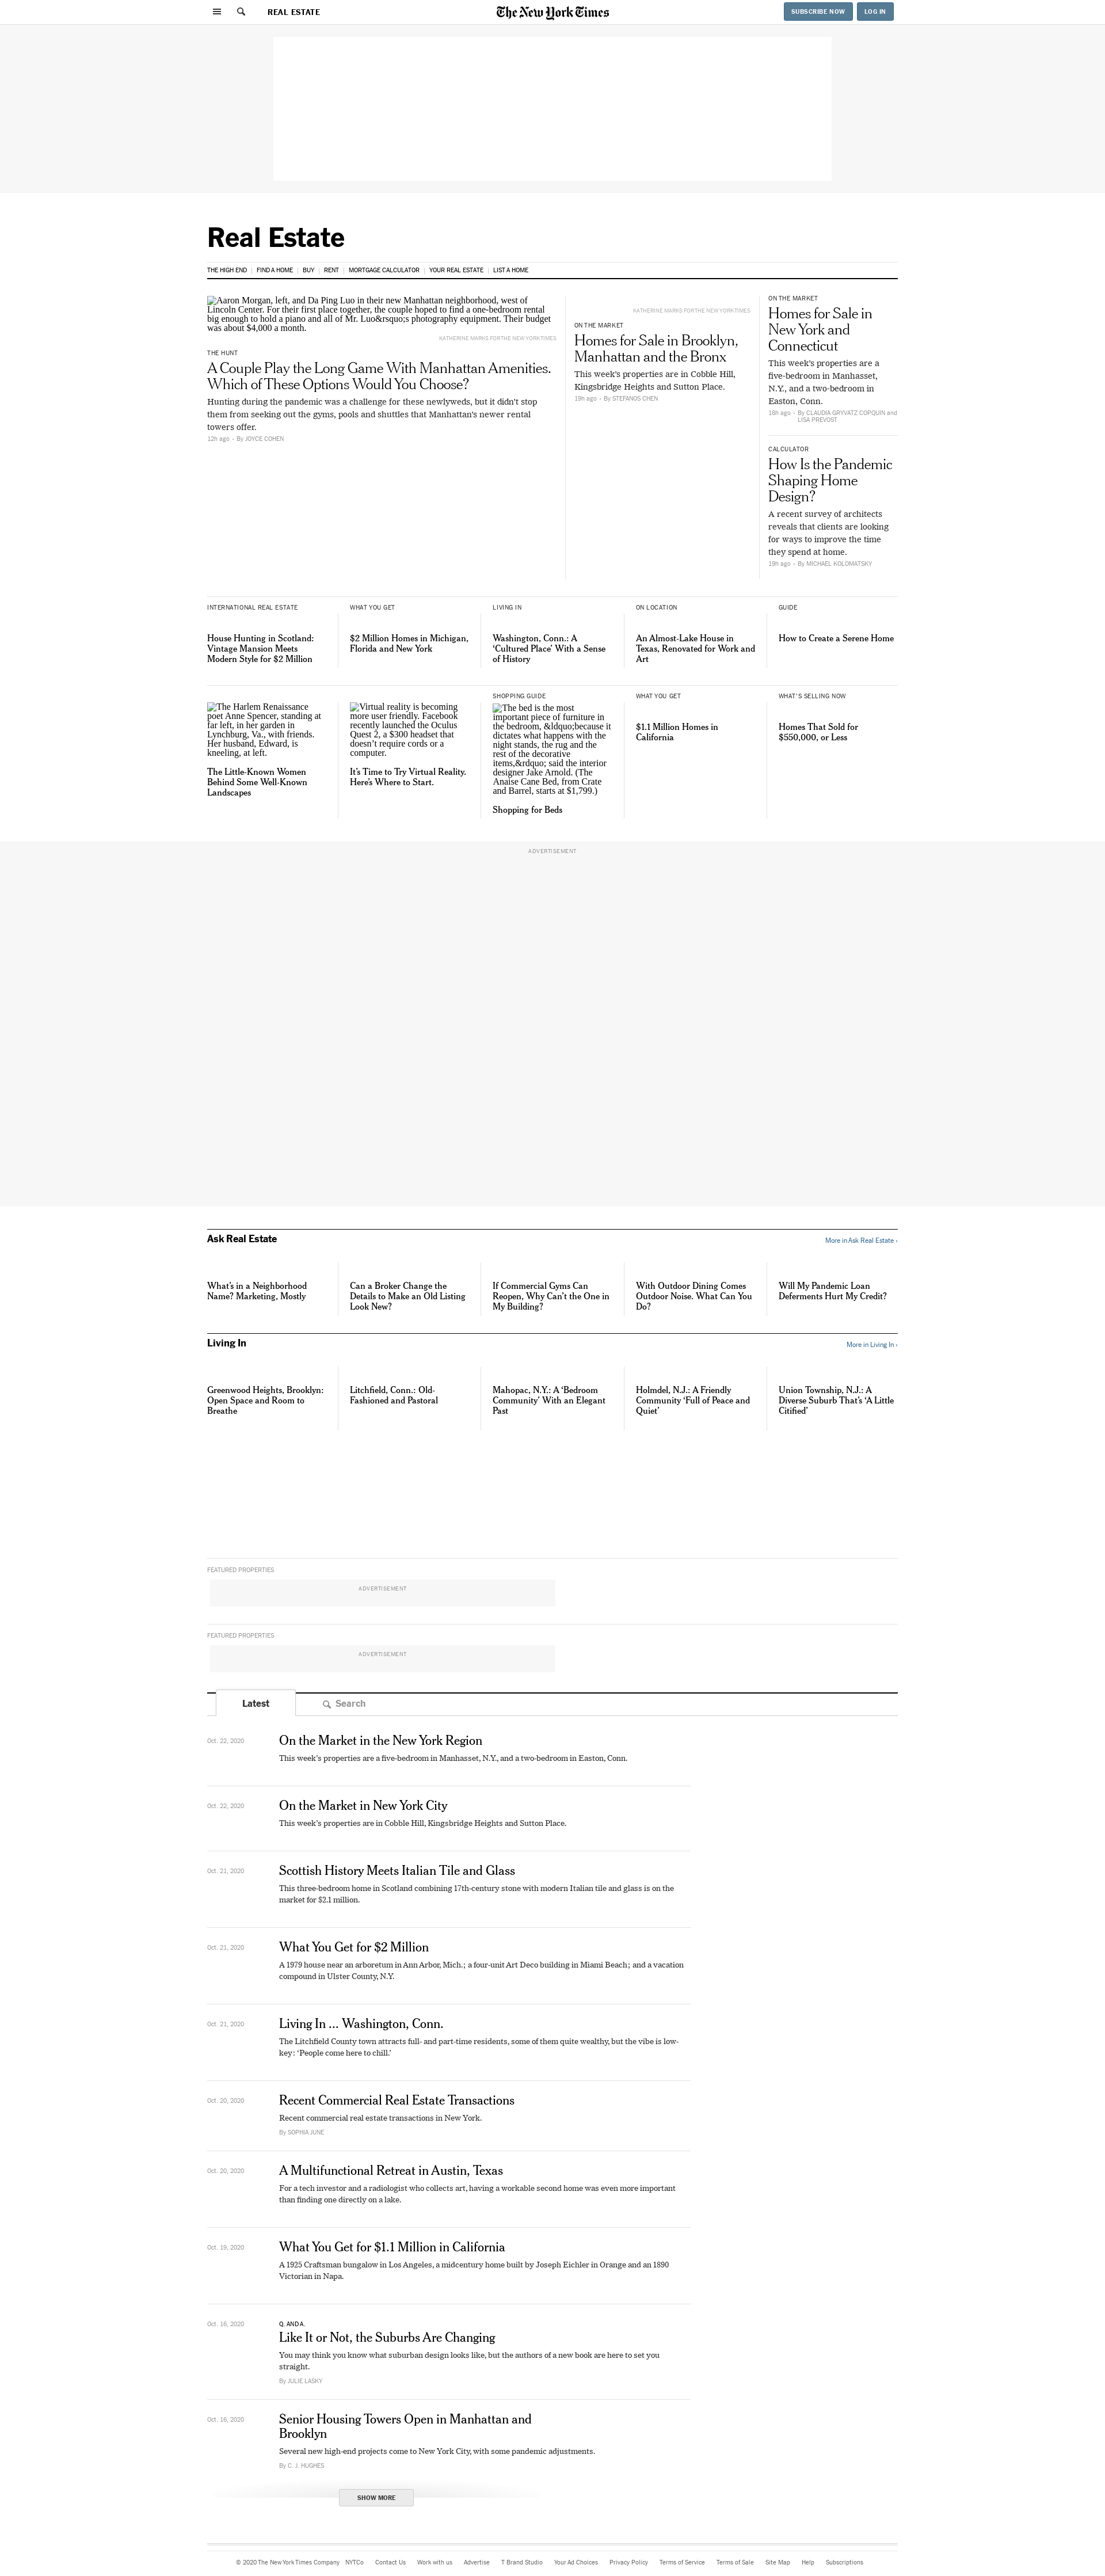 REAL ESTATE
The New York Times
SUBSCRIBE NOW
LOG IN
Real Estate
THE HIGH END
FIND A HOME
BUY
RENT
MORTGAGE CALCULATOR
YOUR REAL ESTATE
LIST A HOME
Aaron Morgan, left, and Da Ping Luo in their new Manhattan neighborhood, west of
Lincoln Center. For their first place together, the couple hoped to find a one-bedroom rental
big enough to hold a piano and all of Mr. Luo&rsquo;s photography equipment. Their budget
was about $4,000 a month.
KATHERINE MARKS FOR THE NEW YORK TIMES
THE HUNT
A Couple Play the Long Game With Manhattan Amenities.
Which of These Options Would You Choose?
Hunting during the pandemic was a challenge for these newlyweds, but it didn't stop
them from seeking out the gyms, pools and shuttles that Manhattan's newer rental
towers offer.
12h ago • By JOYCE COHEN
KATHERINE MARKS FOR THE NEW YORK TIMES
ON THE MARKET
Homes for Sale in Brooklyn,
Manhattan and the Bronx
This week's properties are in Cobble Hill,
Kingsbridge Heights and Sutton Place.
19h ago • By STEFANOS CHEN
ON THE MARKET
Homes for Sale in
New York and
Connecticut
This week's properties are a
five-bedroom in Manhasset,
N.Y., and a two-bedroom in
Easton, Conn.
18h ago • By CLAUDIA GRYVATZ COPQUIN and
LISA PREVOST
CALCULATOR
How Is the Pandemic
Shaping Home
Design?
A recent survey of architects
reveals that clients are looking
for ways to improve the time
they spend at home.
19h ago • By MICHAEL KOLOMATSKY
INTERNATIONAL REAL ESTATE
House Hunting in Scotland:
Vintage Mansion Meets
Modern Style for $2 Million
WHAT YOU GET
$2 Million Homes in Michigan,
Florida and New York
LIVING IN
Washington, Conn.: A
'Cultured Place' With a Sense
of History
ON LOCATION
An Almost-Lake House in
Texas, Renovated for Work and
Art
GUIDE
How to Create a Serene Home
The Harlem Renaissance
poet Anne Spencer, standing at
far left, in her garden in
Lynchburg, Va., with friends.
Her husband, Edward, is
kneeling, at left.
The Little-Known Women
Behind Some Well-Known
Landscapes
Virtual reality is becoming
more user friendly. Facebook
recently launched the Oculus
Quest 2, a $300 headset that
doesn't require cords or a
computer.
It's Time to Try Virtual Reality.
Here's Where to Start.
SHOPPING GUIDE
The bed is the most
important piece of furniture in
the bedroom, &ldquo;because it
dictates what happens with the
night stands, the rug and the
rest of the decorative
items,&rdquo; said the interior
designer Jake Arnold. (The
Anaise Cane Bed, from Crate
and Barrel, starts at $1,799.)
Shopping for Beds
WHAT YOU GET
$1.1 Million Homes in
California
WHAT'S SELLING NOW
Homes That Sold for
$550,000, or Less
ADVERTISEMENT
Ask Real Estate
More in Ask Real Estate ›
What's in a Neighborhood
Name? Marketing, Mostly
Can a Broker Change the
Details to Make an Old Listing
Look New?
If Commercial Gyms Can
Reopen, Why Can't the One in
My Building?
With Outdoor Dining Comes
Outdoor Noise. What Can You
Do?
Will My Pandemic Loan
Deferments Hurt My Credit?
Living In
More in Living In ›
Greenwood Heights, Brooklyn:
Open Space and Room to
Breathe
Litchfield, Conn.: Old-
Fashioned and Pastoral
Mahopac, N.Y.: A 'Bedroom
Community' With an Elegant
Past
Holmdel, N.J.: A Friendly
Community 'Full of Peace and
Quiet'
Union Township, N.J.: A
Diverse Suburb That's 'A Little
Citified'
FEATURED PROPERTIES
ADVERTISEMENT
FEATURED PROPERTIES
ADVERTISEMENT
Latest
Search
Oct. 22, 2020
On the Market in the New York Region
This week's properties are a five-bedroom in Manhasset, N.Y., and a two-bedroom in Easton, Conn.
Oct. 22, 2020
On the Market in New York City
This week's properties are in Cobble Hill, Kingsbridge Heights and Sutton Place.
Oct. 21, 2020
Scottish History Meets Italian Tile and Glass
This three-bedroom home in Scotland combining 17th-century stone with modern Italian tile and glass is on the
market for $2.1 million.
Oct. 21, 2020
What You Get for $2 Million
A 1979 house near an arboretum in Ann Arbor, Mich.; a four-unit Art Deco building in Miami Beach; and a vacation
compound in Ulster County, N.Y.
Oct. 21, 2020
Living In ... Washington, Conn.
The Litchfield County town attracts full- and part-time residents, some of them quite wealthy, but the vibe is low-
key: 'People come here to chill.'
Oct. 20, 2020
Recent Commercial Real Estate Transactions
Recent commercial real estate transactions in New York.
By SOPHIA JUNE
Oct. 20, 2020
A Multifunctional Retreat in Austin, Texas
For a tech investor and a radiologist who collects art, having a workable second home was even more important
than finding one directly on a lake.
Oct. 19, 2020
What You Get for $1.1 Million in California
A 1925 Craftsman bungalow in Los Angeles, a midcentury home built by Joseph Eichler in Orange and an 1890
Victorian in Napa.
Oct. 16, 2020
Q. AND A.
Like It or Not, the Suburbs Are Changing
You may think you know what suburban design looks like, but the authors of a new book are here to set you
straight.
By JULIE LASKY
Oct. 16, 2020
Senior Housing Towers Open in Manhattan and
Brooklyn
Several new high-end projects come to New York City, with some pandemic adjustments.
By C. J. HUGHES
SHOW MORE
© 2020 The New York Times Company
NYTCo
Contact Us
Work with us
Advertise
T Brand Studio
Your Ad Choices
Privacy Policy
Terms of Service
Terms of Sale
Site Map
Help
Subscriptions